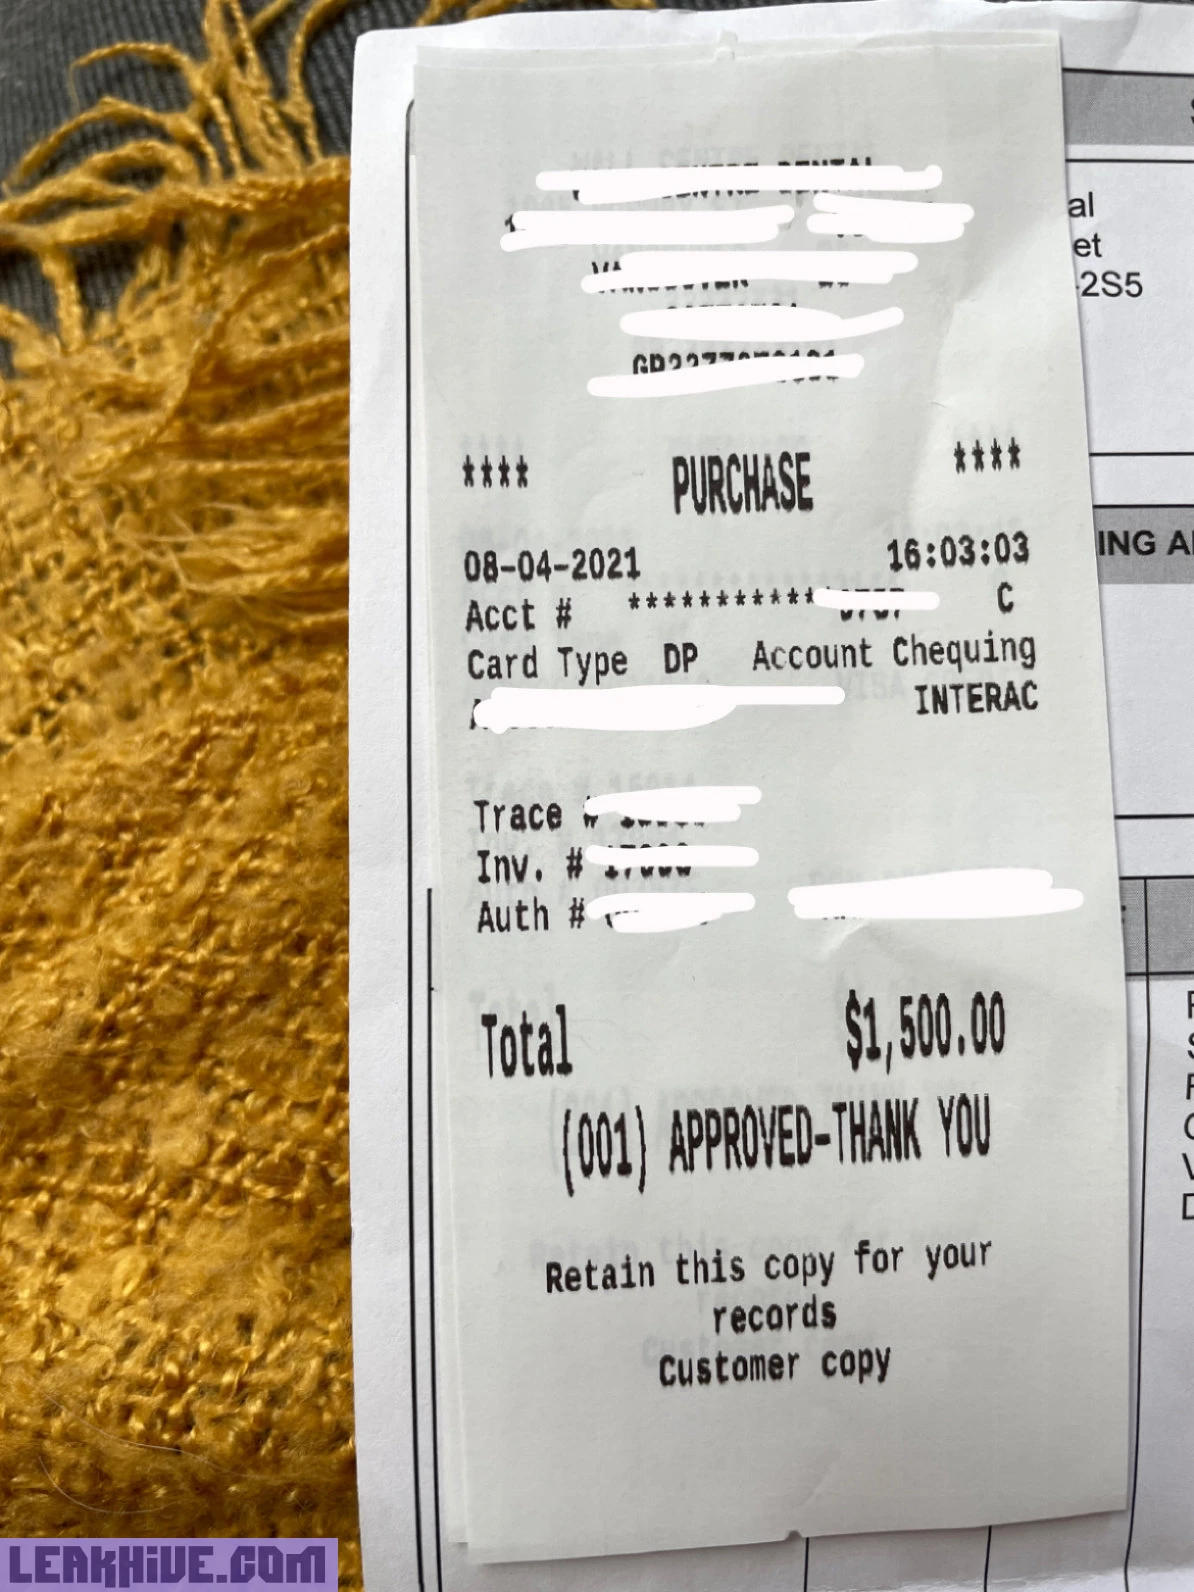 **** PURCHASE ****
08-04-2021 16:03:03
Acct # ************ C
Card Type DP Account Chequing
INTERAC
Trace #
Inv. #
Auth #
Total $1,500.00
(001) APPROVED-THANK YOU
Retain this copy for your
records
Customer copy
al
et
-2S5
ING A
LEAKHIVE.COM